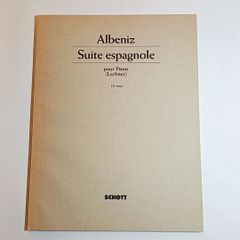 Albeniz
Suite espagnole
pour Piano
(Lechner)
SCHOTT